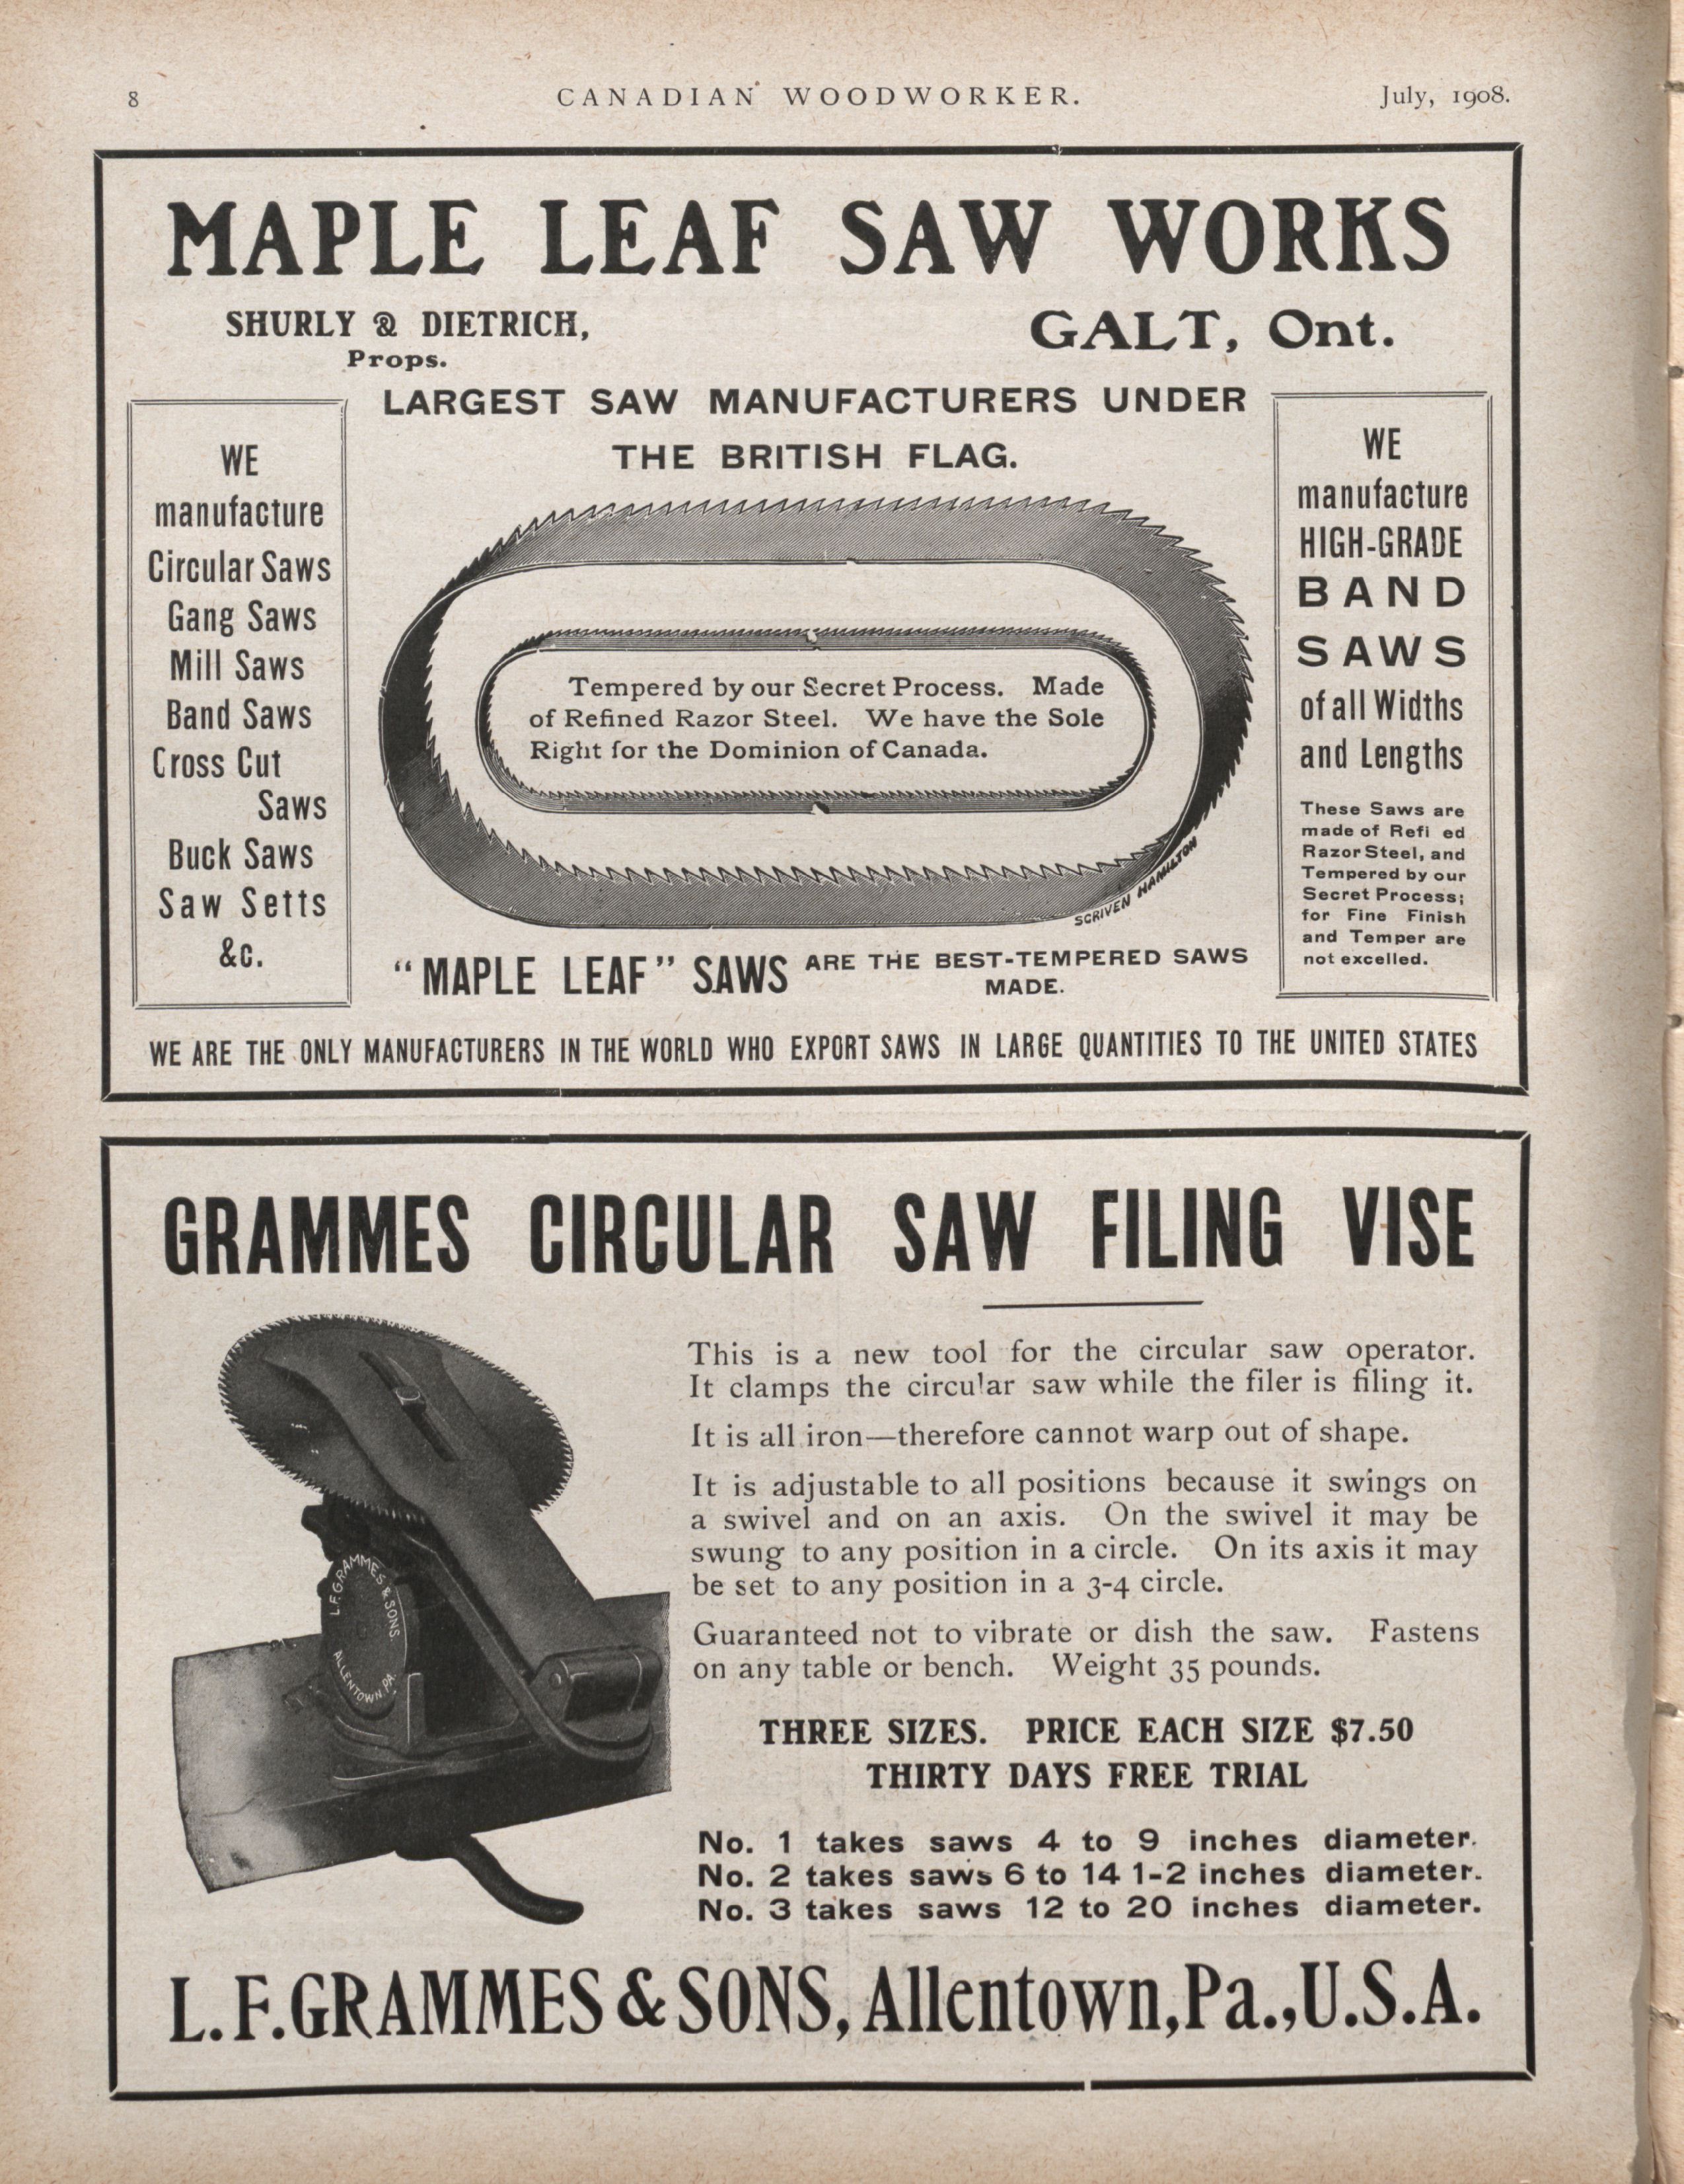 8
CANADIAN WOODWORKER.
July, 1908.
MAPLE LEAF SAW WORKS
SHURLY & DIETRICH,
Props.
GALT, Ont.
LARGEST SAW MANUFACTURERS UNDER
THE BRITISH FLAG.
WE
manufacture
Circular Saws
Gang Saws
Mill Saws
Band Saws
Cross Cut
Saws
Buck Saws
Saw Setts
&c.
Tempered by our Secret Process. Made
of Refined Razor Steel. We have the Sole
Right for the Dominion of Canada.
SCRIVEN HAMILTON
WE
manufacture
HIGH-GRADE
BAND
SAWS
of all Widths
and Lengths
These Saws are
made of Refi ed
Razor Steel, and
Tempered by our
Secret Process;
for Fine Finish
and Temper are
not excelled.
"MAPLE LEAF" SAWS ARE THE BEST-TEMPERED SAWS
MADE.
WE ARE THE ONLY MANUFACTURERS IN THE WORLD WHO EXPORT SAWS IN LARGE QUANTITIES TO THE UNITED STATES
GRAMMES CIRCULAR SAW FILING VISE
L.F. GRAMMES & SONS
ALLENTOWN, PA.
This is a new tool for the circular saw operator.
It clamps the circular saw while the filer is filing it.
It is all iron—therefore cannot warp out of shape.
It is adjustable to all positions because it swings on
a swivel and on an axis. On the swivel it may be
swung to any position in a circle. On its axis it may
be set to any position in a 3-4 circle.
Guaranteed not to vibrate or dish the saw. Fastens
on any table or bench. Weight 35 pounds.
THREE SIZES. PRICE EACH SIZE $7.50
THIRTY DAYS FREE TRIAL
No. 1 takes saws 4 to 9 inches diameter.
No. 2 takes saws 6 to 14 1-2 inches diameter.
No. 3 takes saws 12 to 20 inches diameter.
L. F. GRAMMES & SONS, Allentown, Pa., U.S.A.